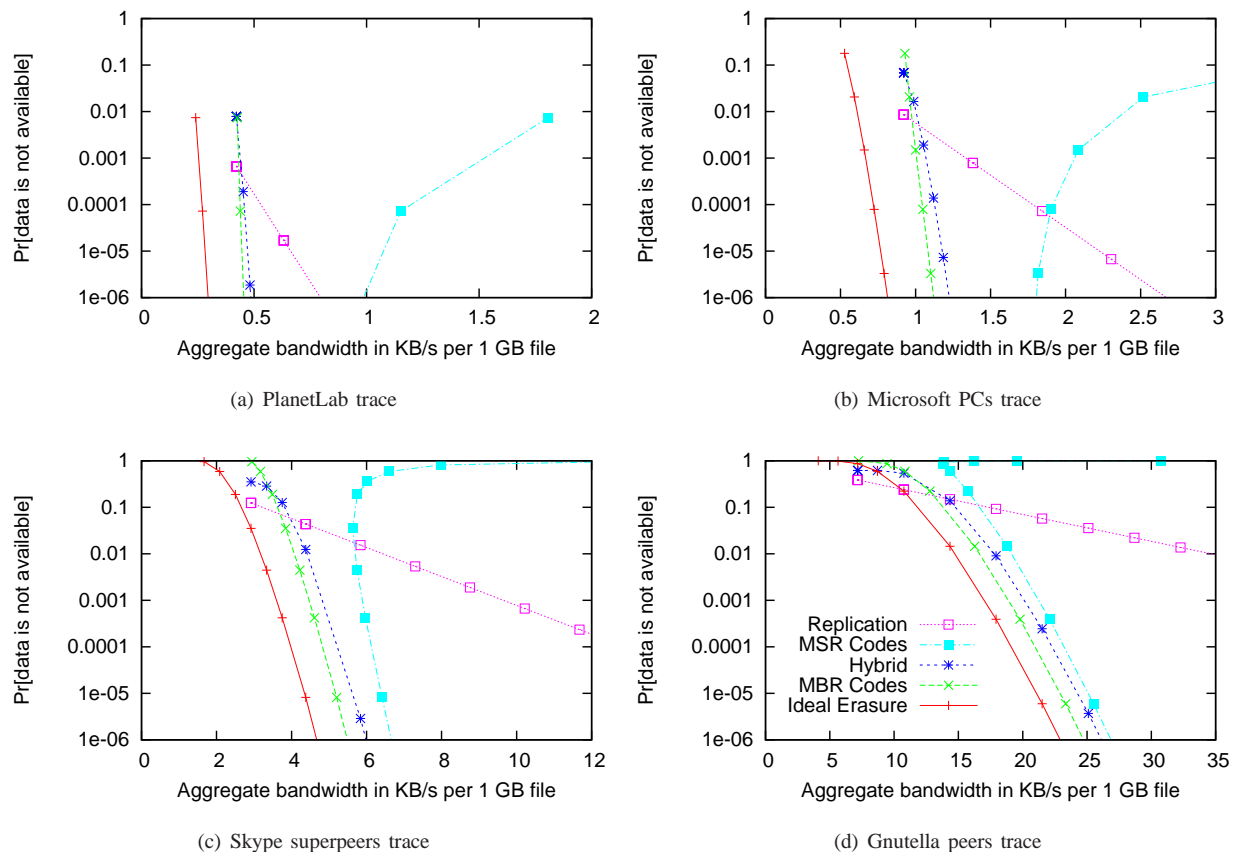 1
0.1
0.01
0.001
0.0001
1e-05
1e-06
Pr[data is not available]
0 0.5 1 1.5 2
Aggregate bandwidth in KB/s per 1 GB file
(a) PlanetLab trace
1
0.1
0.01
0.001
0.0001
1e-05
1e-06
Pr[data is not available]
0 0.5 1 1.5 2 2.5 3
Aggregate bandwidth in KB/s per 1 GB file
(b) Microsoft PCs trace
1
0.1
0.01
0.001
0.0001
1e-05
1e-06
Pr[data is not available]
0 2 4 6 8 10 12
Aggregate bandwidth in KB/s per 1 GB file
(c) Skype superpeers trace
1
0.1
0.01
0.001
0.0001
1e-05
1e-06
Pr[data is not available]
Replication
MSR Codes
Hybrid
MBR Codes
Ideal Erasure
0 5 10 15 20 25 30 35
Aggregate bandwidth in KB/s per 1 GB file
(d) Gnutella peers trace